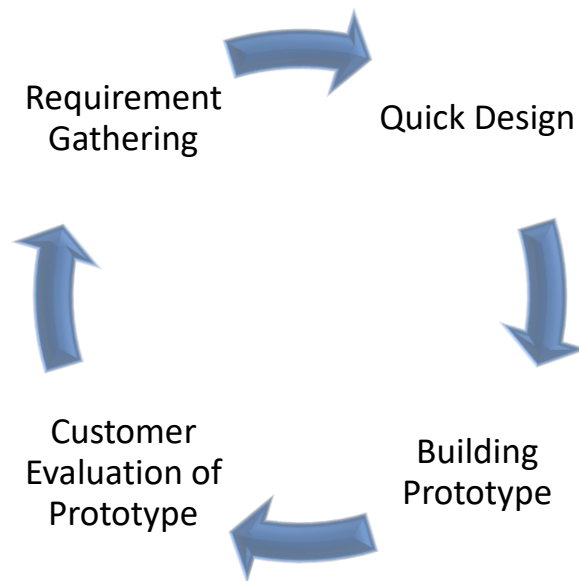 Requirement
Gathering
Quick Design
Building
Prototype
Customer
Evaluation of
Prototype